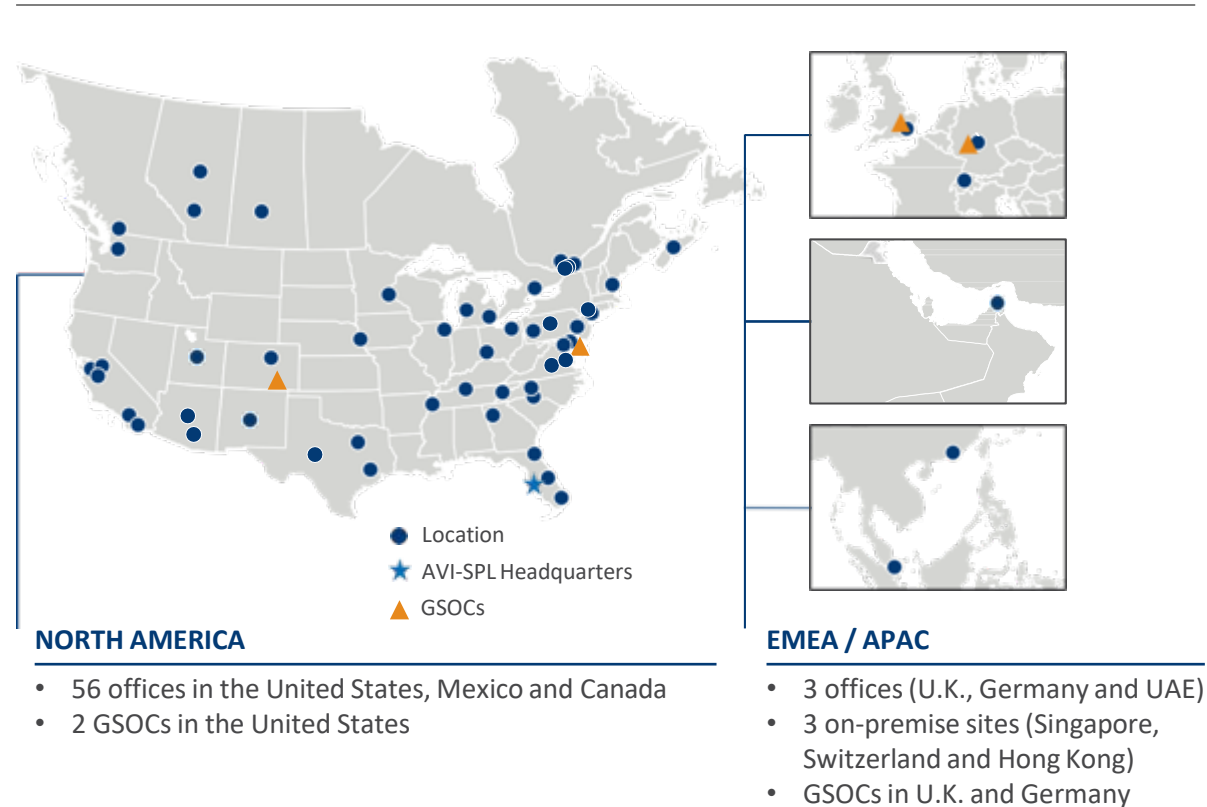 Location
AVI-SPL Headquarters
GSOCs
NORTH AMERICA
• 56 offices in the United States, Mexico and Canada
• 2 GSOCs in the United States
EMEA / APAC
• 3 offices (U.K., Germany and UAE)
• 3 on-premise sites (Singapore,
Switzerland and Hong Kong)
• GSOCs in U.K. and Germany